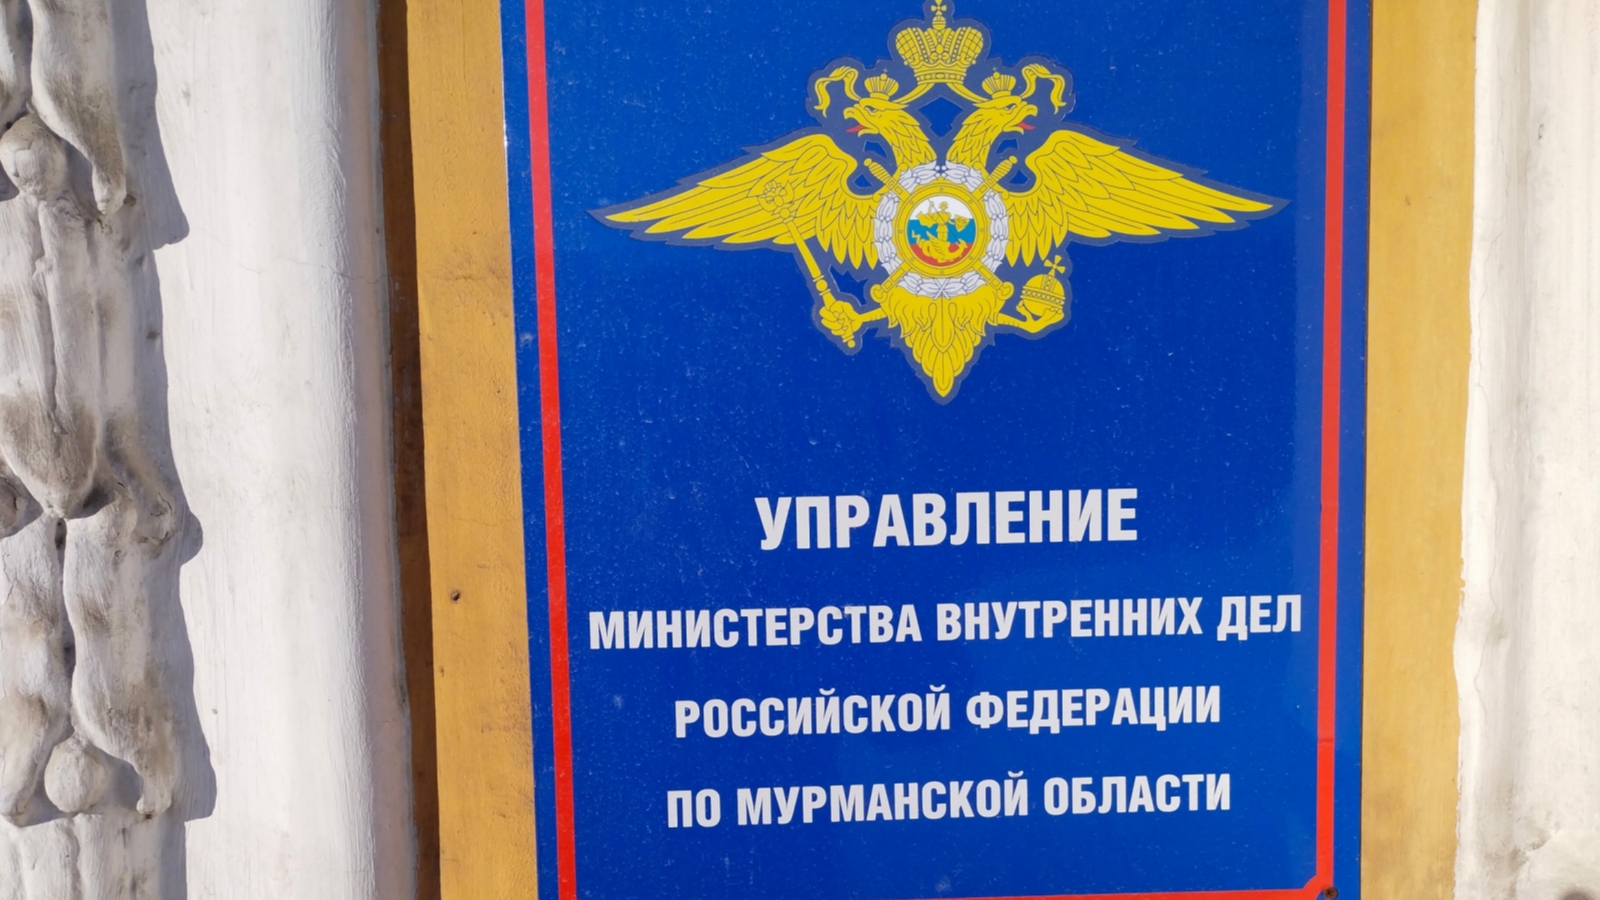 УПРАВЛЕНИЕ
МИНИСТЕРСТВА ВНУТРЕННИХ ДЕЛ
РОССИЙСКОЙ ФЕДЕРАЦИИ
ПО МУРМАНСКОЙ ОБЛАСТИ